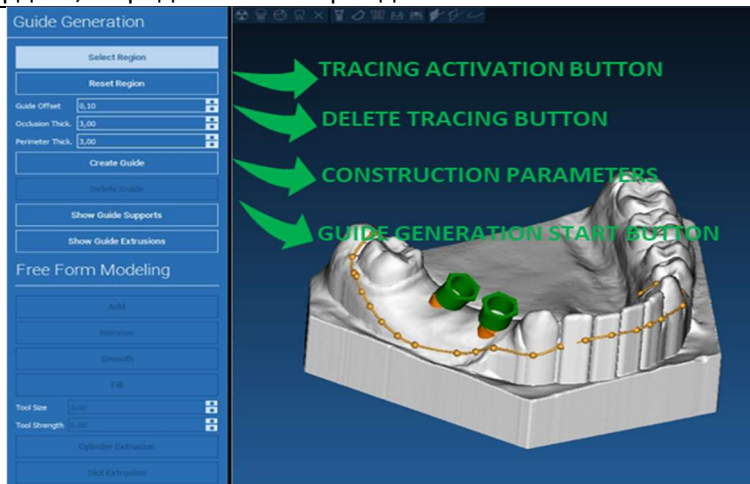 Guide Generation
Select Region
Reset Region
Guide Offset 0,10
Occlusion Thick. 3,00
Perimeter Thick. 3,00
Create Guide
Delete Guide
Show Guide Supports
Show Guide Extrusions
Free Form Modeling
Add
Remove
Smooth
Fill
Tool Size
Tool Strength
Cylinder Extrusion
Slot Extrusion
TRACING ACTIVATION BUTTON
DELETE TRACING BUTTON
CONSTRUCTION PARAMETERS
GUIDE GENERATION START BUTTON